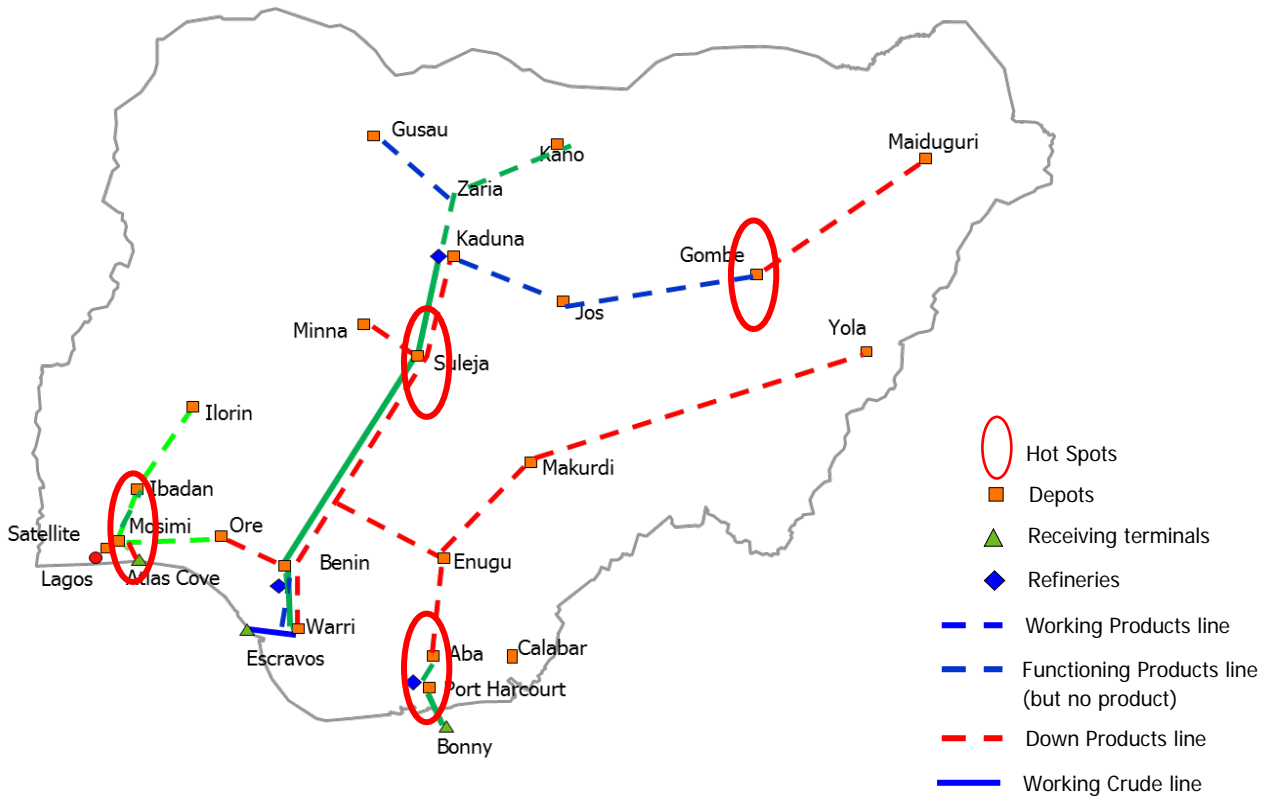 Gusau
Kano
Maiduguri
Zaria
Kaduna
Gombe
Jos
Minna
Yola
Suleja
Ilorin
Makurdi
Ibadan
Satellite
Mosimi
Ore
Lagos
Atlas Cove
Benin
Enugu
Warri
Escravos
Aba
Calabar
Port Harcourt
Bonny
Hot Spots
Depots
Receiving terminals
Refineries
Working Products line
Functioning Products line
(but no product)
Down Products line
Working Crude line